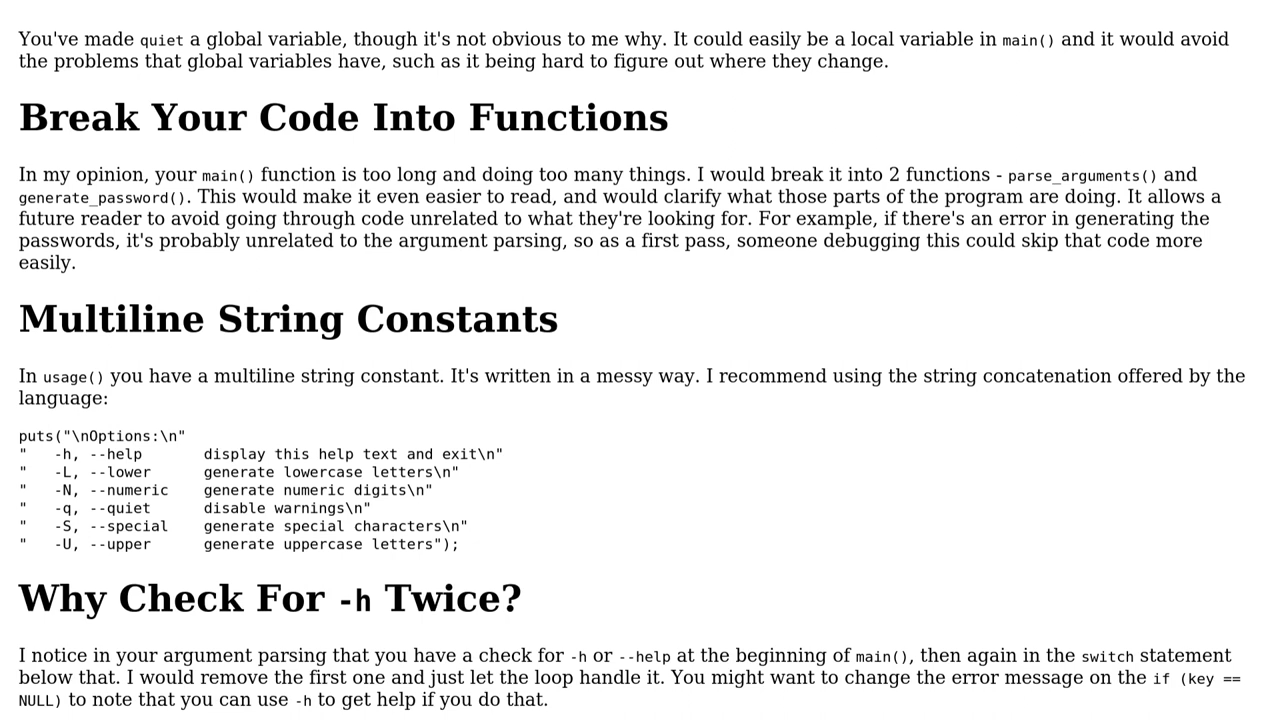 You've made quiet a global variable, though it's not obvious to me why. It could easily be a local variable in main() and it would avoid
the problems that global variables have, such as it being hard to figure out where they change.
Break Your Code Into Functions
In my opinion, your main() function is too long and doing too many things. I would break it into 2 functions - parse_arguments() and
generate_password(). This would make it even easier to read, and would clarify what those parts of the program are doing. It allows a
future reader to avoid going through code unrelated to what they're looking for. For example, if there's an error in generating the
passwords, it's probably unrelated to the argument parsing, so as a first pass, someone debugging this could skip that code more
easily.
Multiline String Constants
In usage() you have a multiline string constant. It's written in a messy way. I recommend using the string concatenation offered by the
language:
puts("\nOptions:\n"
"   -h, --help       display this help text and exit\n"
"   -L, --lower      generate lowercase letters\n"
"   -N, --numeric    generate numeric digits\n"
"   -q, --quiet      disable warnings\n"
"   -S, --special    generate special characters\n"
"   -U, --upper      generate uppercase letters");
Why Check For -h Twice?
I notice in your argument parsing that you have a check for -h or --help at the beginning of main(), then again in the switch statement
below that. I would remove the first one and just let the loop handle it. You might want to change the error message on the if (key ==
NULL) to note that you can use -h to get help if you do that.